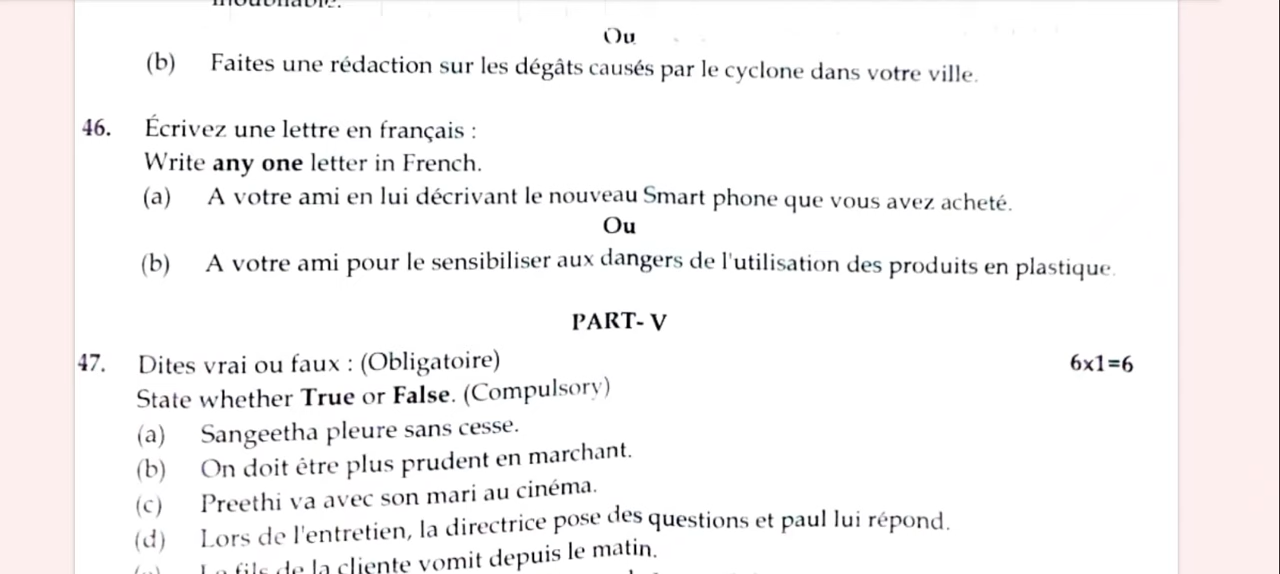 Ou
(b) Faites une rédaction sur les dégâts causés par le cyclone dans votre ville.
46. Écrivez une lettre en français :
Write any one letter in French.
(a) A votre ami en lui décrivant le nouveau Smart phone que vous avez acheté.
Ou
(b) A votre ami pour le sensibiliser aux dangers de l'utilisation des produits en plastique.
PART- V
47. Dites vrai ou faux : (Obligatoire) 6x1=6
State whether True or False. (Compulsory)
(a) Sangeetha pleure sans cesse.
(b) On doit être plus prudent en marchant.
(c) Preethi va avec son mari au cinéma.
(d) Lors de l'entretien, la directrice pose des questions et paul lui répond.
fils de la cliente vomit depuis le matin.